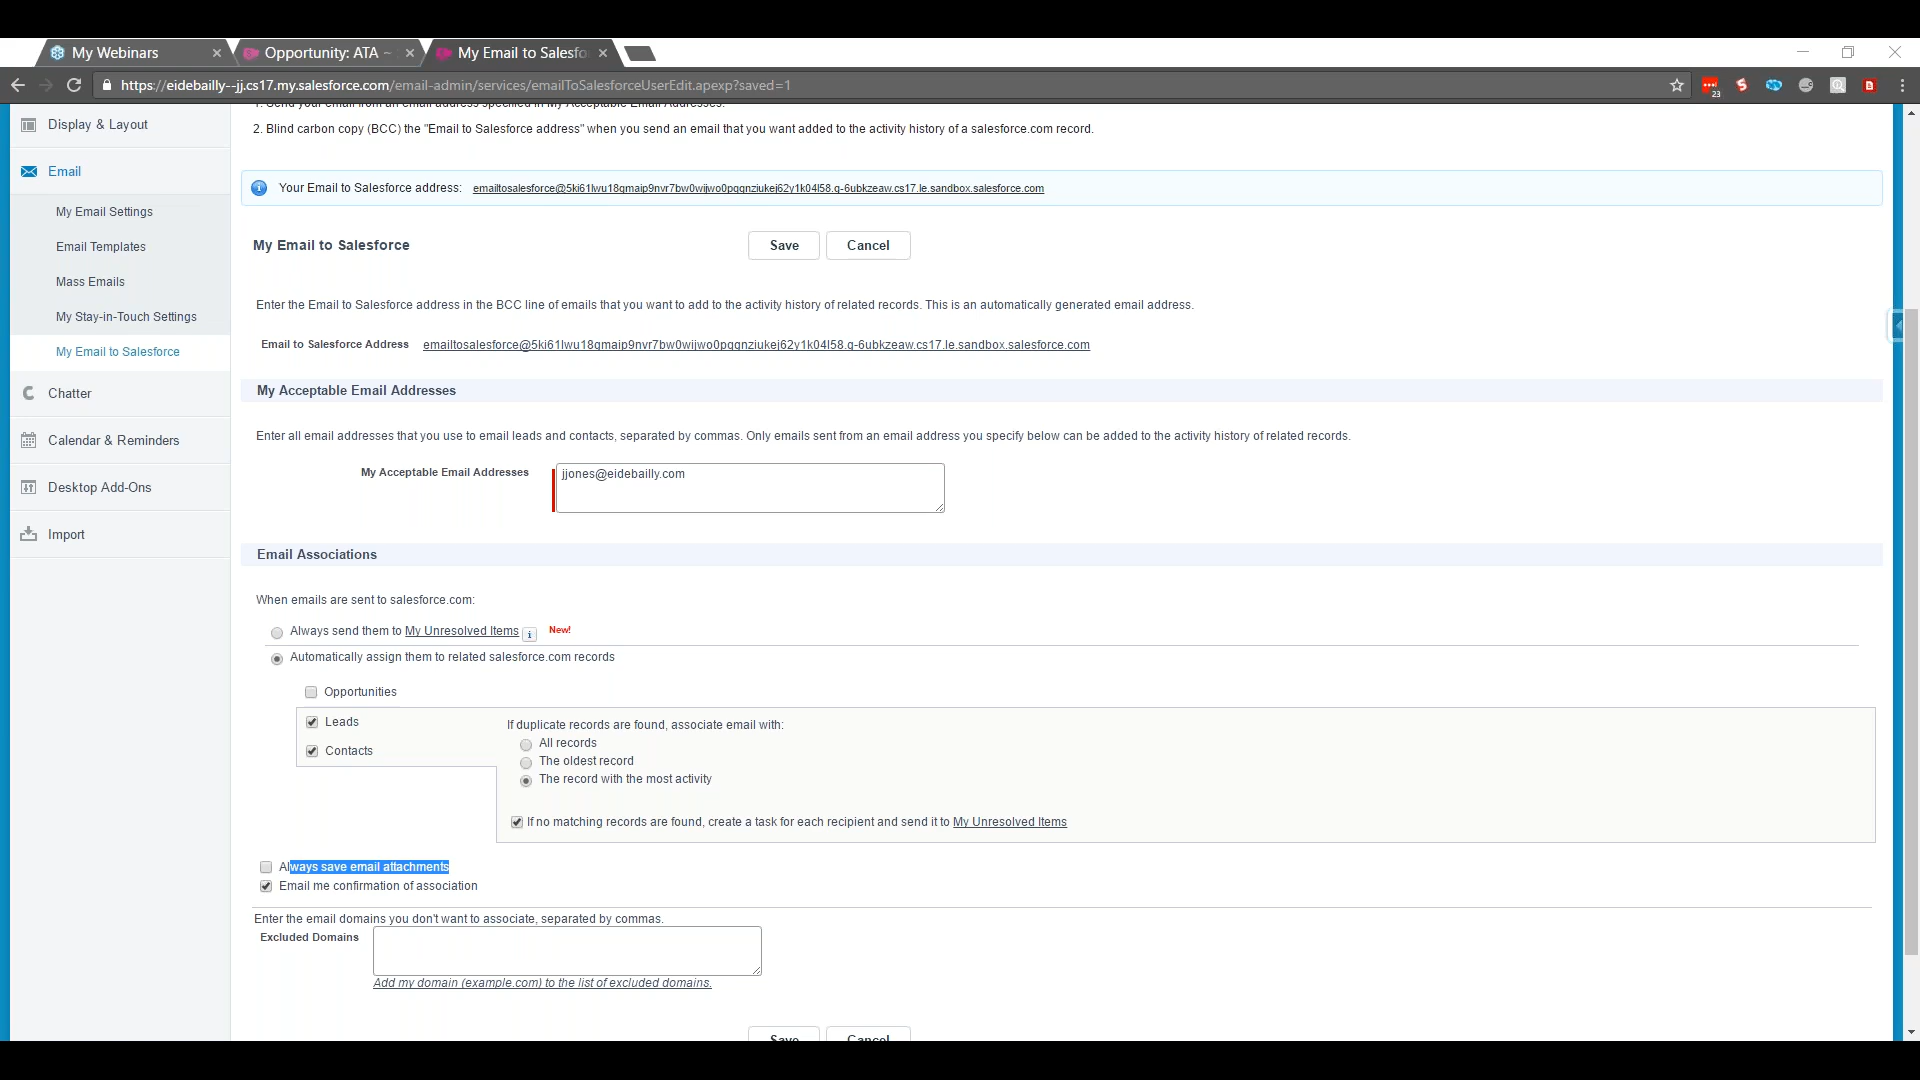 My Webinars
Opportunity: ATA ~
My Email to Salesfo
https://eidebailly--jj.cs17.my.salesforce.com/email-admin/services/emailToSalesforceUserEdit.apexp?saved=1
23
1. Send your email from an email address specified in My Acceptable Email Addresses.
2. Blind carbon copy (BCC) the "Email to Salesforce address" when you send an email that you want added to the activity history of a salesforce.com record.
Display & Layout
Email
My Email Settings
Email Templates
Mass Emails
My Stay-in-Touch Settings
My Email to Salesforce
Chatter
Calendar & Reminders
Desktop Add-Ons
Import
Your Email to Salesforce address: emailtosalesforce@5ki61lwu18gmaip9nvr7bw0wijwo0pqgnziukej62y1k04l58.g-6ubkzeaw.cs17.le.sandbox.salesforce.com
My Email to Salesforce
Save
Cancel
Enter the Email to Salesforce address in the BCC line of emails that you want to add to the activity history of related records. This is an automatically generated email address.
Email to Salesforce Address emailtosalesforce@5ki61lwu18gmaip9nvr7bw0wijwo0pqgnziukej62y1k04l58.g-6ubkzeaw.cs17.le.sandbox.salesforce.com
My Acceptable Email Addresses
Enter all email addresses that you use to email leads and contacts, separated by commas. Only emails sent from an email address you specify below can be added to the activity history of related records.
My Acceptable Email Addresses
jjones@eidebailly.com
Email Associations
When emails are sent to salesforce.com:
Always send them to My Unresolved Items i New!
Automatically assign them to related salesforce.com records
Opportunities
Leads
Contacts
If duplicate records are found, associate email with:
All records
The oldest record
The record with the most activity
If no matching records are found, create a task for each recipient and send it to My Unresolved Items
Always save email attachments
Email me confirmation of association
Enter the email domains you don't want to associate, separated by commas.
Excluded Domains
Add my domain (example.com) to the list of excluded domains.
Save
Cancel